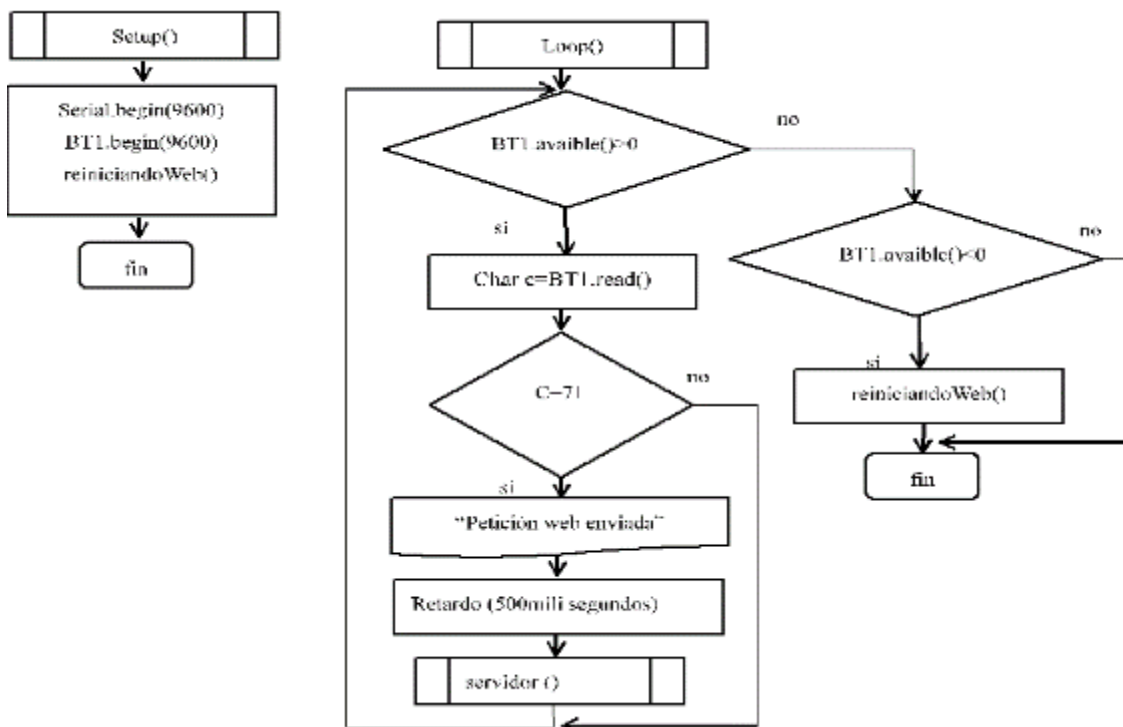 Setup()
Serial.begin(9600)
BT1.begin(9600)
reiniciandoWeb()
fin
Loop()
BT1.avaible()>0
no
si
Char c=BT1.read()
C=71
no
si
“Petición web enviada”
Retardo (500mili segundos)
servidor ()
BT1.avaible()<0
no
si
reiniciandoWeb()
fin